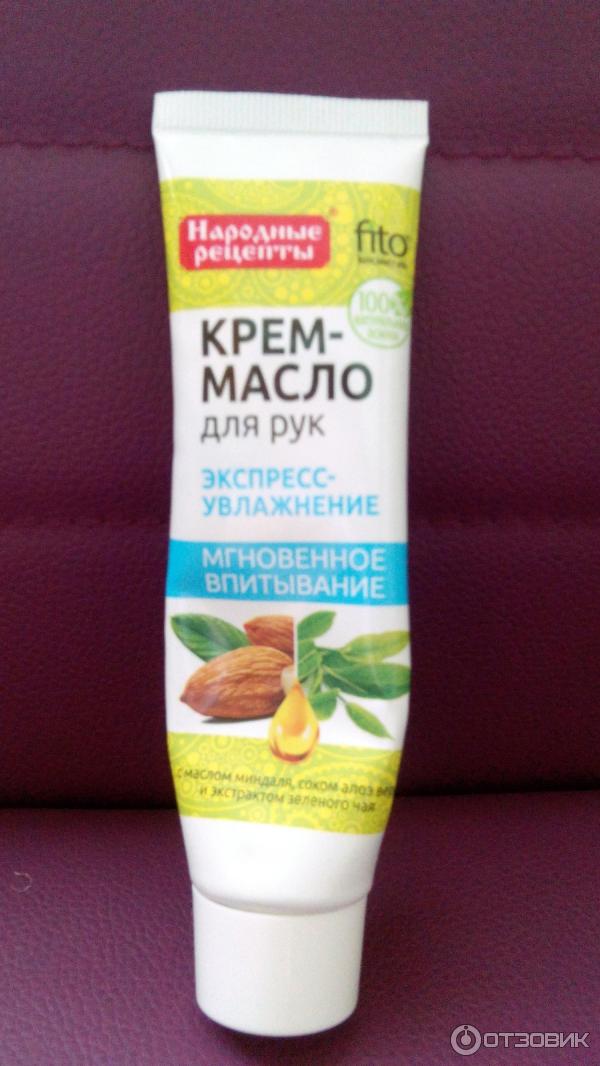 Народные
рецепты®
fito
КОСМЕТИК
100%
КРЕМ-
МАСЛО
для рук
ЭКСПРЕСС-
УВЛАЖНЕНИЕ
МГНОВЕННОЕ
ВПИТЫВАНИЕ
с маслом миндаля, соком алоэ
и экстрактом зеленого чая
ОТЗОВИК